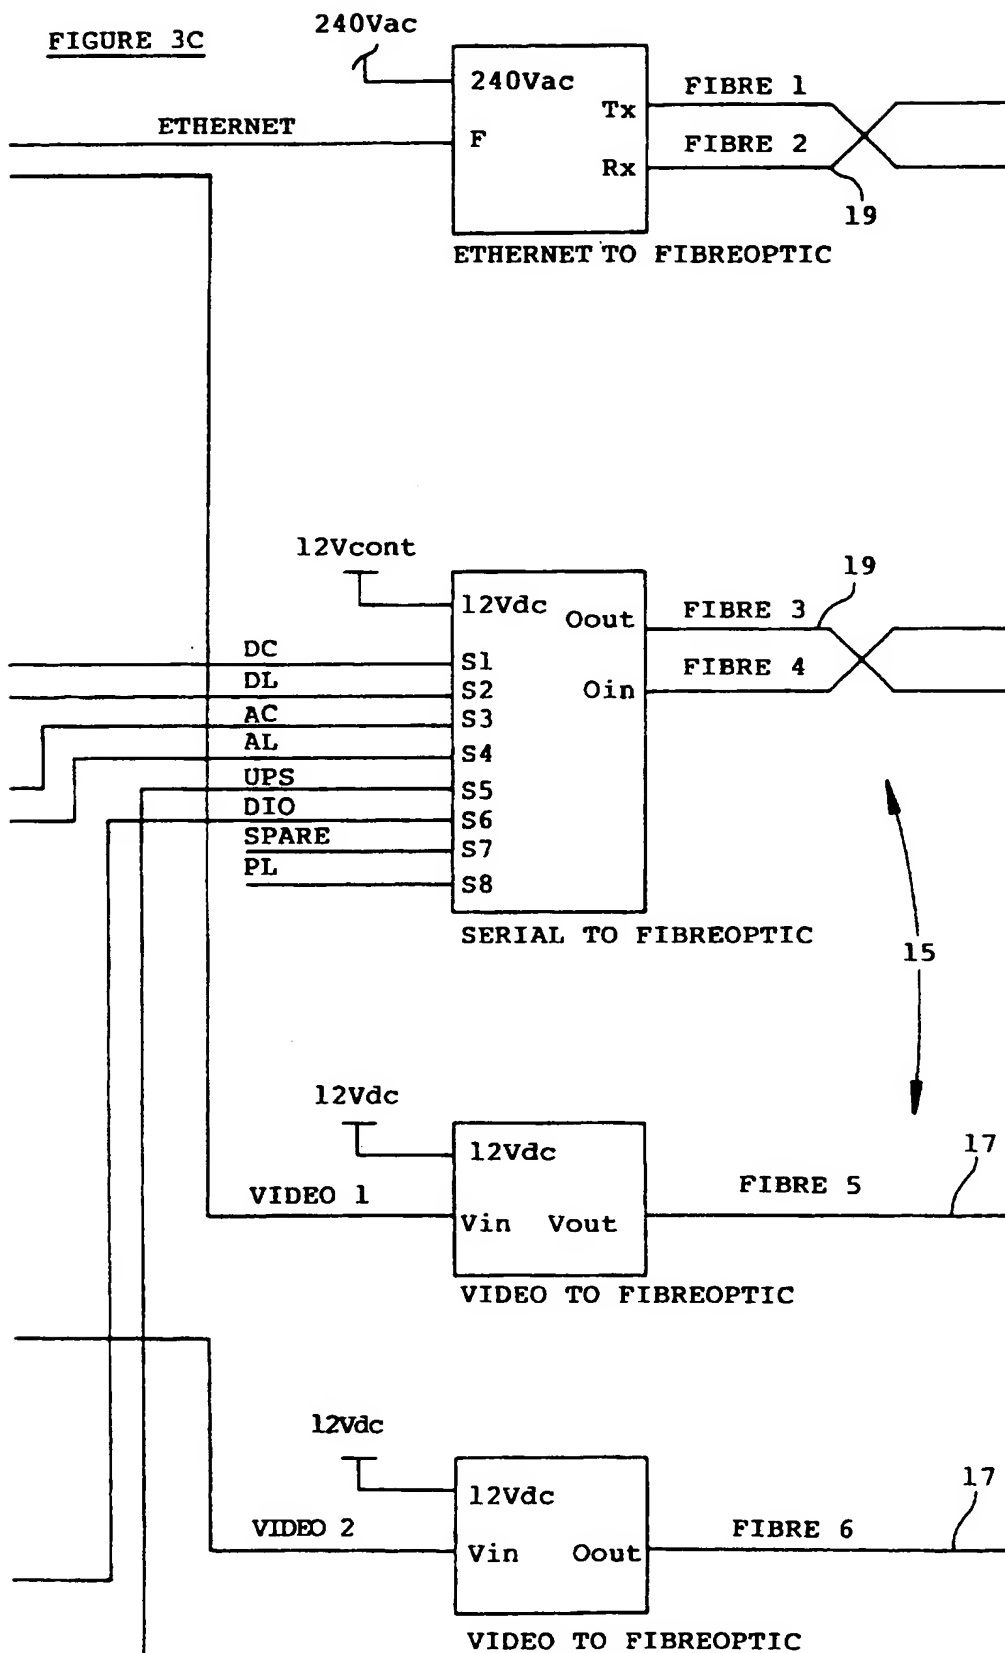 FIGURE 3C
240Vac
240Vac
ETHERNET
F
Tx
Rx
FIBRE 1
FIBRE 2
19
ETHERNET TO FIBREOPTIC
12Vcont
12Vdc
Oout
Oin
FIBRE 3
FIBRE 4
19
DC
S1
DL
S2
AC
S3
AL
S4
UPS
S5
DIO
S6
SPARE
S7
PL
S8
SERIAL TO FIBREOPTIC
15
12Vdc
12Vdc
VIDEO 1
Vin Vout
FIBRE 5
17
VIDEO TO FIBREOPTIC
12Vdc
12Vdc
VIDEO 2
Vin Oout
FIBRE 6
17
VIDEO TO FIBREOPTIC